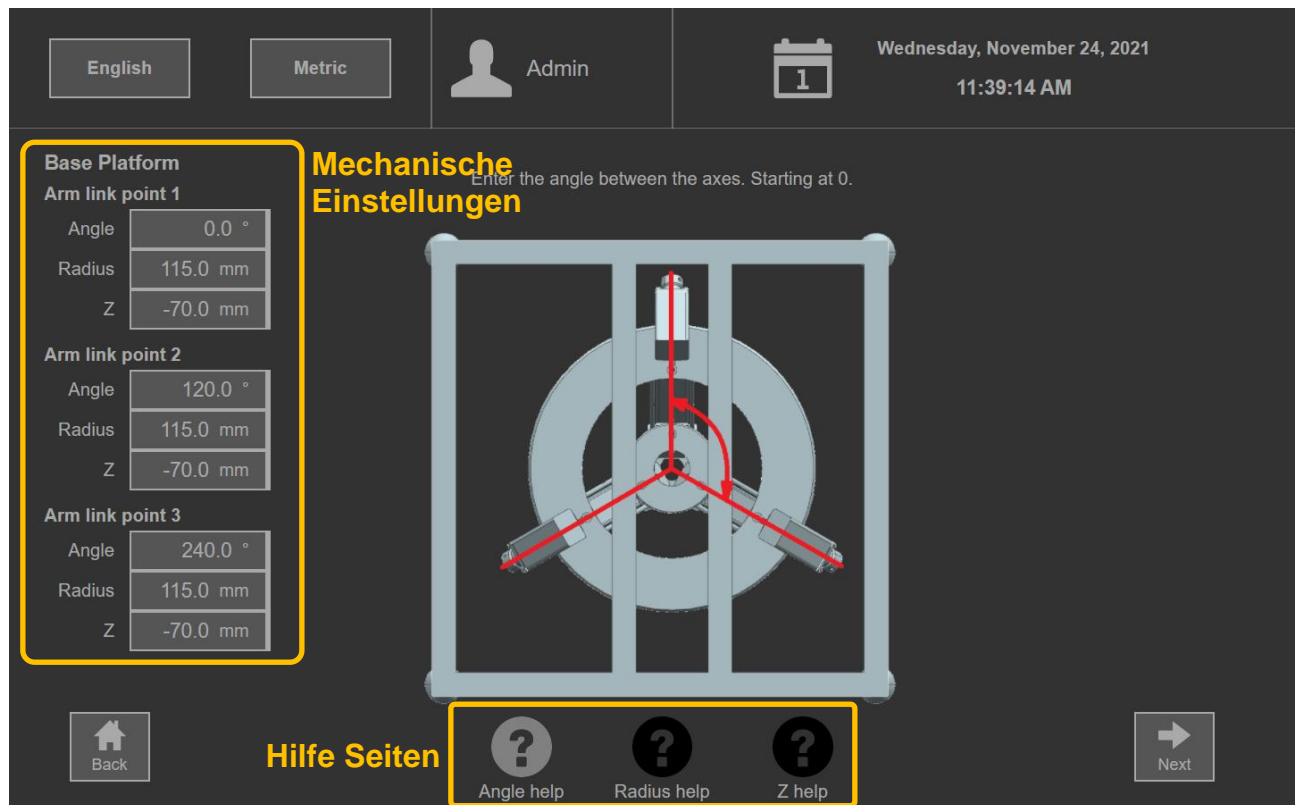 English
Metric
Admin
1
Wednesday, November 24, 2021
11:39:14 AM
Base Platform
Mechanische
Einstellungen
Enter the angle between the axes. Starting at 0.
Arm link point 1
Angle 0.0 °
Radius 115.0 mm
Z -70.0 mm
Arm link point 2
Angle 120.0 °
Radius 115.0 mm
Z -70.0 mm
Arm link point 3
Angle 240.0 °
Radius 115.0 mm
Z -70.0 mm
Back
Hilfe Seiten
?
Angle help
?
Radius help
?
Z help
Next